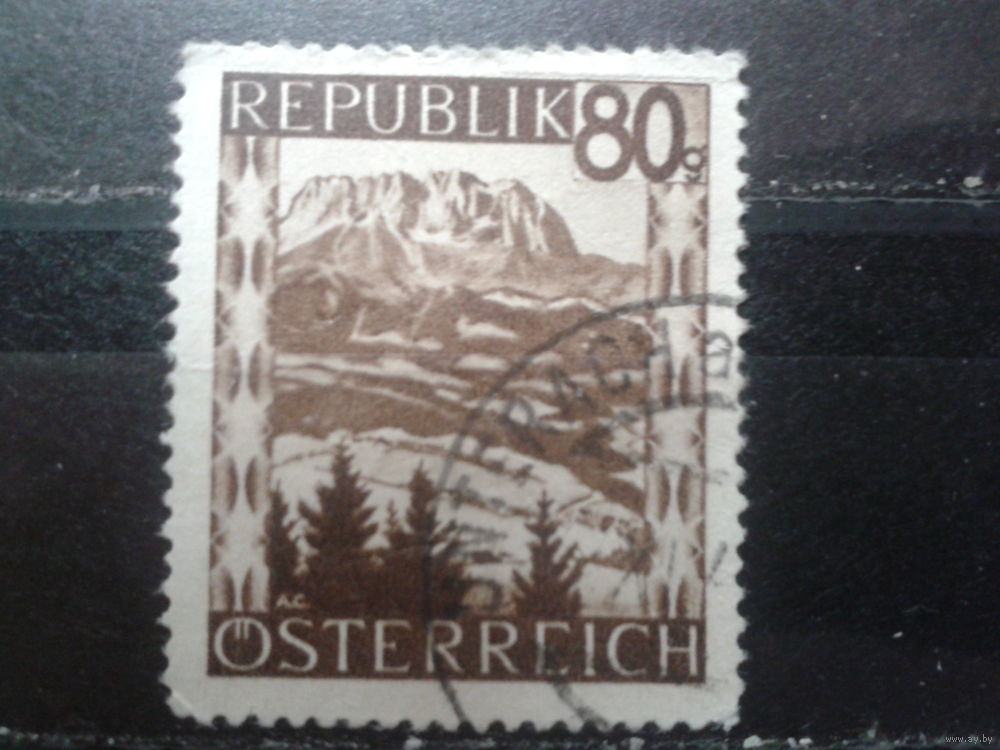 REPUBLIK 80g
A.C.
ÖSTERREICH
www.ay.by